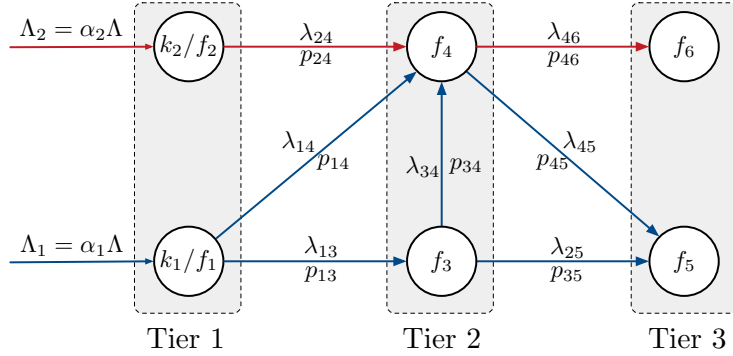 Λ₂ = α₂Λ
k₂/f₂
λ₂₄
p₂₄
f₄
λ₄₆
p₄₆
f₆
λ₁₄
p₁₄
λ₃₄
p₃₄
λ₄₅
p₄₅
Λ₁ = α₁Λ
k₁/f₁
λ₁₃
p₁₃
f₃
λ₂₅
p₃₅
f₅
Tier 1
Tier 2
Tier 3